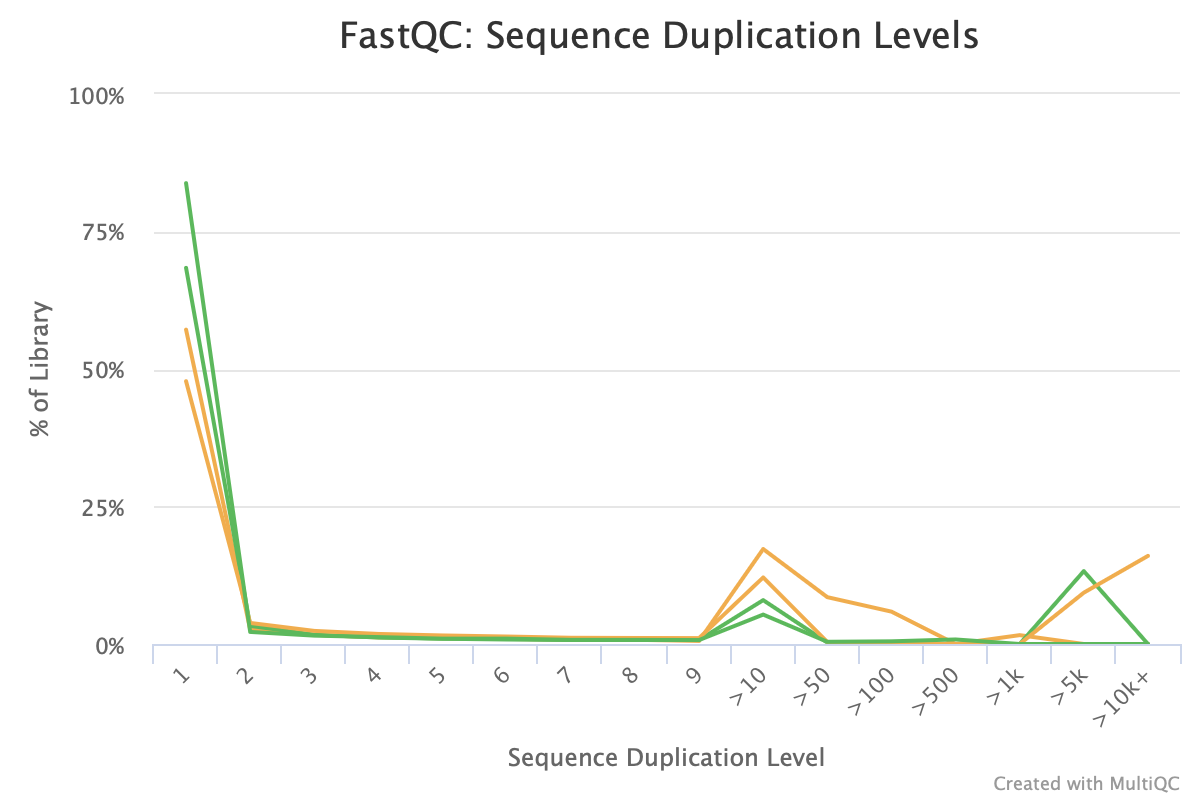 FastQC: Sequence Duplication Levels
100%
75%
50%
25%
0%
% of Library
1
2
3
4
5
6
7
8
9
>10
>50
>100
>500
>1k
>5k
>10k+
Sequence Duplication Level
Created with MultiQC